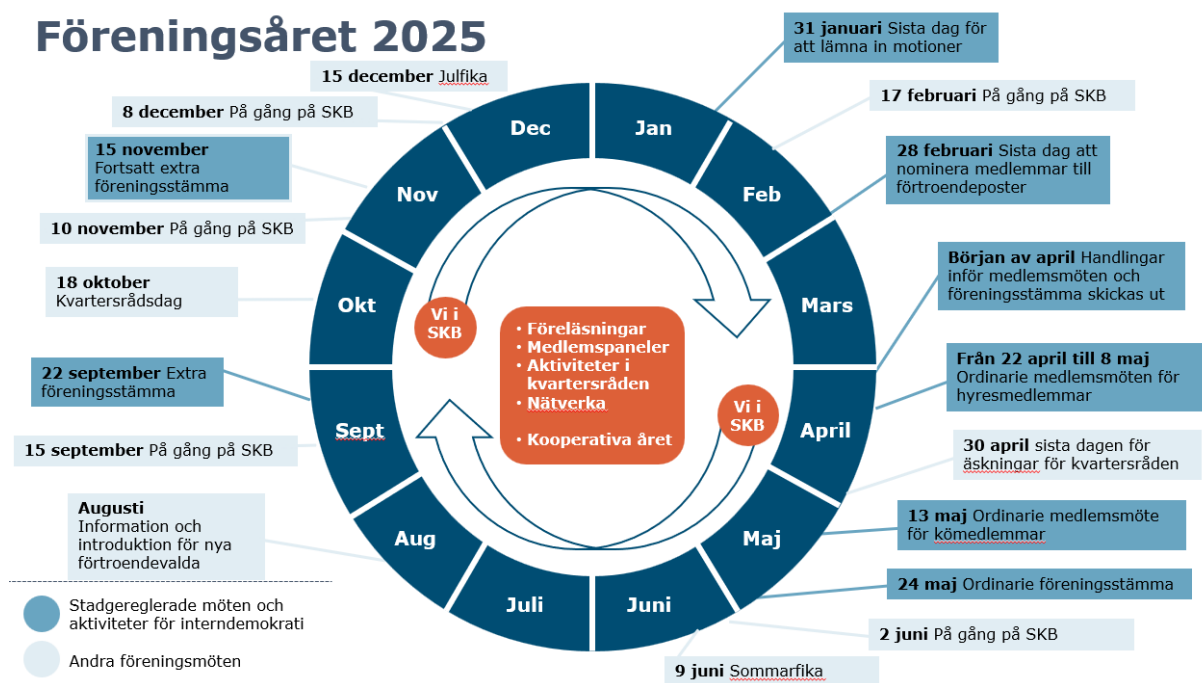 Föreningsåret 2025
31 januari Sista dag för
att lämna in motioner
17 februari På gång på SKB
28 februari Sista dag att
nominera medlemmar till
förtroendeposter
Början av april Handlingar
inför medlemsmöten och
föreningsstämma skickas ut
Från 22 april till 8 maj
Ordinarie medlemsmöten för
hyresmedlemmar
30 april sista dagen för
äskningar för kvartersråden
13 maj Ordinarie medlemsmöte
för kömedlemmar
24 maj Ordinarie föreningsstämma
2 juni På gång på SKB
9 juni Sommarfika
Augusti
Information och
introduktion för nya
förtroendevalda
15 september På gång på SKB
22 september Extra
föreningsstämma
18 oktober
Kvartersrådsdag
10 november På gång på SKB
15 november
Fortsatt extra
föreningsstämma
8 december På gång på SKB
15 december Julfika
Jan
Feb
Mars
April
Maj
Juni
Juli
Aug
Sept
Okt
Nov
Dec
Vi i
SKB
• Föreläsningar
• Medlemspaneler
• Aktiviteter i
kvartersråden
• Nätverka
• Kooperativa året
Vi i
SKB
Stadgereglerade möten och
aktiviteter för interndemokrati
Andra föreningsmöten